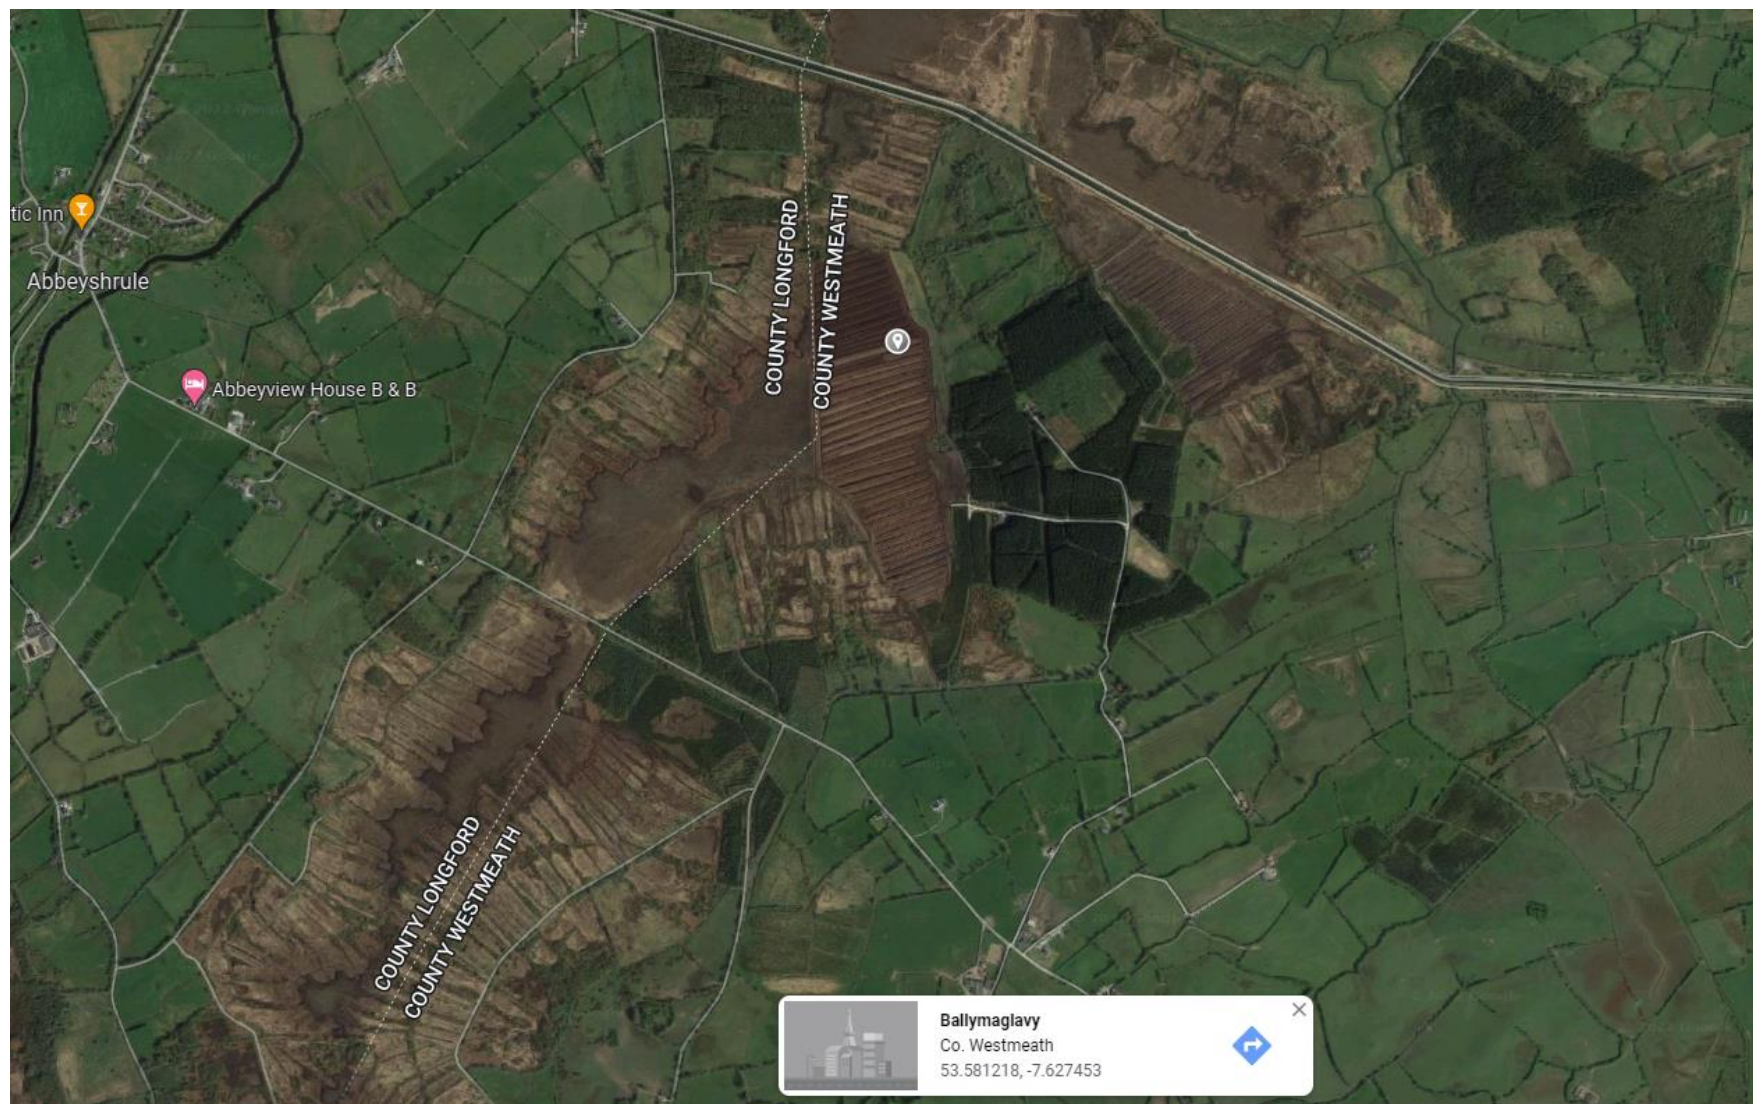 COUNTY LONGFORD
COUNTY WESTMEATH
tic Inn
Abbeyshrule
Abbeyview House B & B
COUNTY LONGFORD
COUNTY WESTMEATH
Ballymaglavy
Co. Westmeath
53.581218, -7.627453